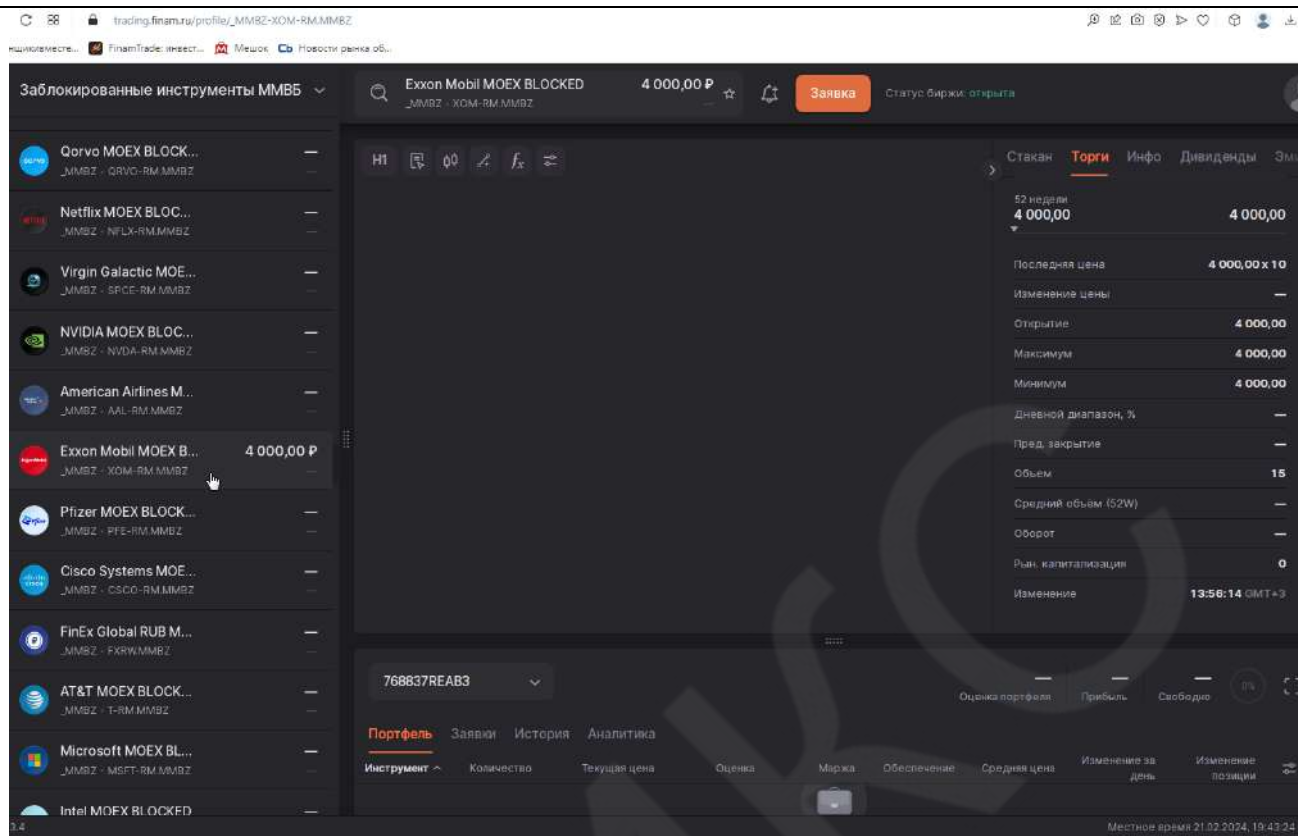 trading.finam.ru/profile/_MMBZ-XOM-RM.MMBZ
нциклвместе... FinamTrade: инвест... Мешок Сb Новости рынка об...
Заблокированные инструменты ММВБ
Exxon Mobil MOEX BLOCKED 4 000,00 ₽
_MMBZ · XOM-RM.MMBZ
Заявка
Статус биржи: открыта
Qorvo MOEX BLOCK... —
_MMBZ · QRVO-RM.MMBZ —
Netflix MOEX BLOC... —
_MMBZ · NFLX-RM.MMBZ —
Virgin Galactic MOE... —
_MMBZ · SPCE-RM.MMBZ —
NVIDIA MOEX BLOC... —
_MMBZ · NVDA-RM.MMBZ —
American Airlines M... —
_MMBZ · AAL-RM.MMBZ —
Exxon Mobil MOEX B... 4 000,00 ₽
_MMBZ · XOM-RM.MMBZ —
Pfizer MOEX BLOCK... —
_MMBZ · PFE-RM.MMBZ —
Cisco Systems MOE... —
_MMBZ · CSCO-RM.MMBZ —
FinEx Global RUB M... —
_MMBZ · FXRW.MMBZ —
AT&T MOEX BLOCK... —
_MMBZ · T-RM.MMBZ —
Microsoft MOEX BL... —
_MMBZ · MSFT-RM.MMBZ —
Intel MOEX BLOCKED
H1
Стакан Торги Инфо Дивиденды Эми
52 недели
4 000,00 4 000,00
Последняя цена 4 000,00 x 10
Изменение цены —
Открытие 4 000,00
Максимум 4 000,00
Минимум 4 000,00
Дневной диапазон, % —
Пред. закрытие —
Объем 15
Средний объём (52W) —
Оборот —
Рын. капитализация 0
Изменение 13:56:14 GMT+3
768837REAB3
— — — 0%
Оценка портфеля Прибыль Свободно
Портфель Заявки История Аналитика
Инструмент Количество Текущая цена Оценка Маржа Обеспечение Средняя цена Изменение за день Изменение позиции
3.4
Местное время 21.02.2024, 19:43:24